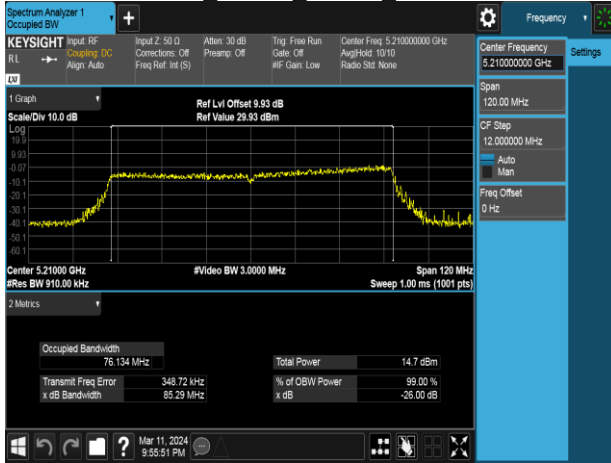 Spectrum Analyzer 1
Occupied BW
+
Frequency
KEYSIGHT
Input: RF
Coupling: DC
Align: Auto
Input Z: 50 Ω
Corrections: Off
Freq Ref: Int (S)
Atten: 30 dB
Preamp: Off
Trig: Free Run
Gate: Off
#IF Gain: Low
Center Freq: 5.210000000 GHz
Avg|Hold: 10/10
Radio Std: None
RL
LXI
Center Frequency
5.210000000 GHz
Settings
Span
120.00 MHz
CF Step
12.000000 MHz
Auto
Man
Freq Offset
0 Hz
1 Graph
Scale/Div 10.0 dB
Ref Lvl Offset 9.93 dB
Ref Value 29.93 dBm
Log
19.9
9.93
-0.07
-10.1
-20.1
-30.1
-40.1
-50.1
-60.1
Center 5.21000 GHz
#Video BW 3.0000 MHz
Span 120 MHz
#Res BW 910.00 kHz
Sweep 1.00 ms (1001 pts)
2 Metrics
Occupied Bandwidth
76.134 MHz
Total Power 14.7 dBm
Transmit Freq Error 348.72 kHz
% of OBW Power 99.00 %
x dB Bandwidth 85.29 MHz
x dB -26.00 dB
?
Mar 11, 2024
9:55:51 PM